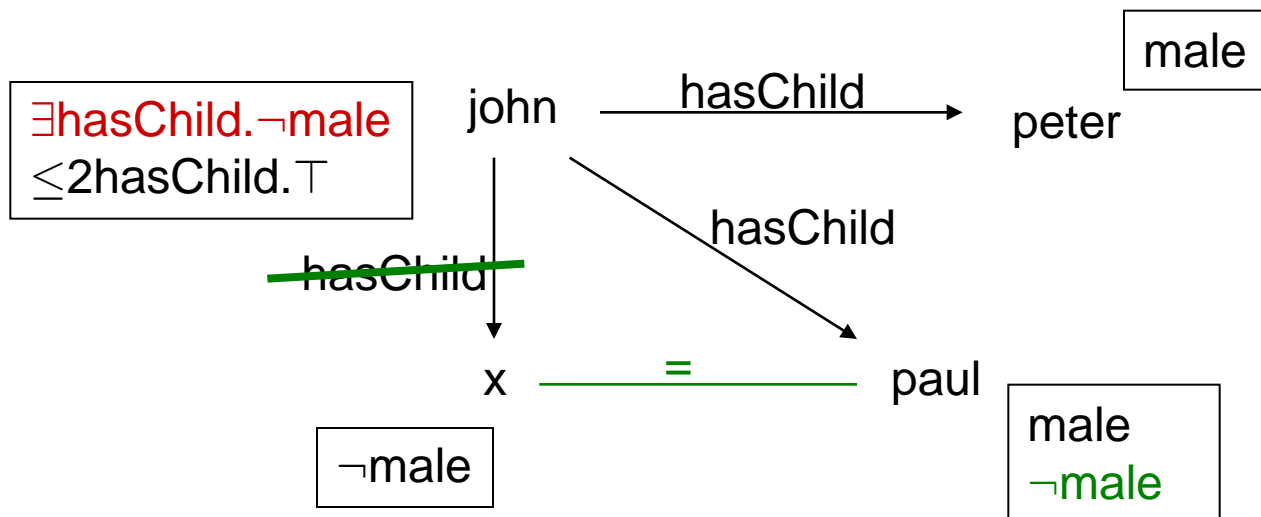 male
∃hasChild.¬male
≤2hasChild.⊤
john
hasChild
peter
hasChild
hasChild
x
=
paul
¬male
male
¬male